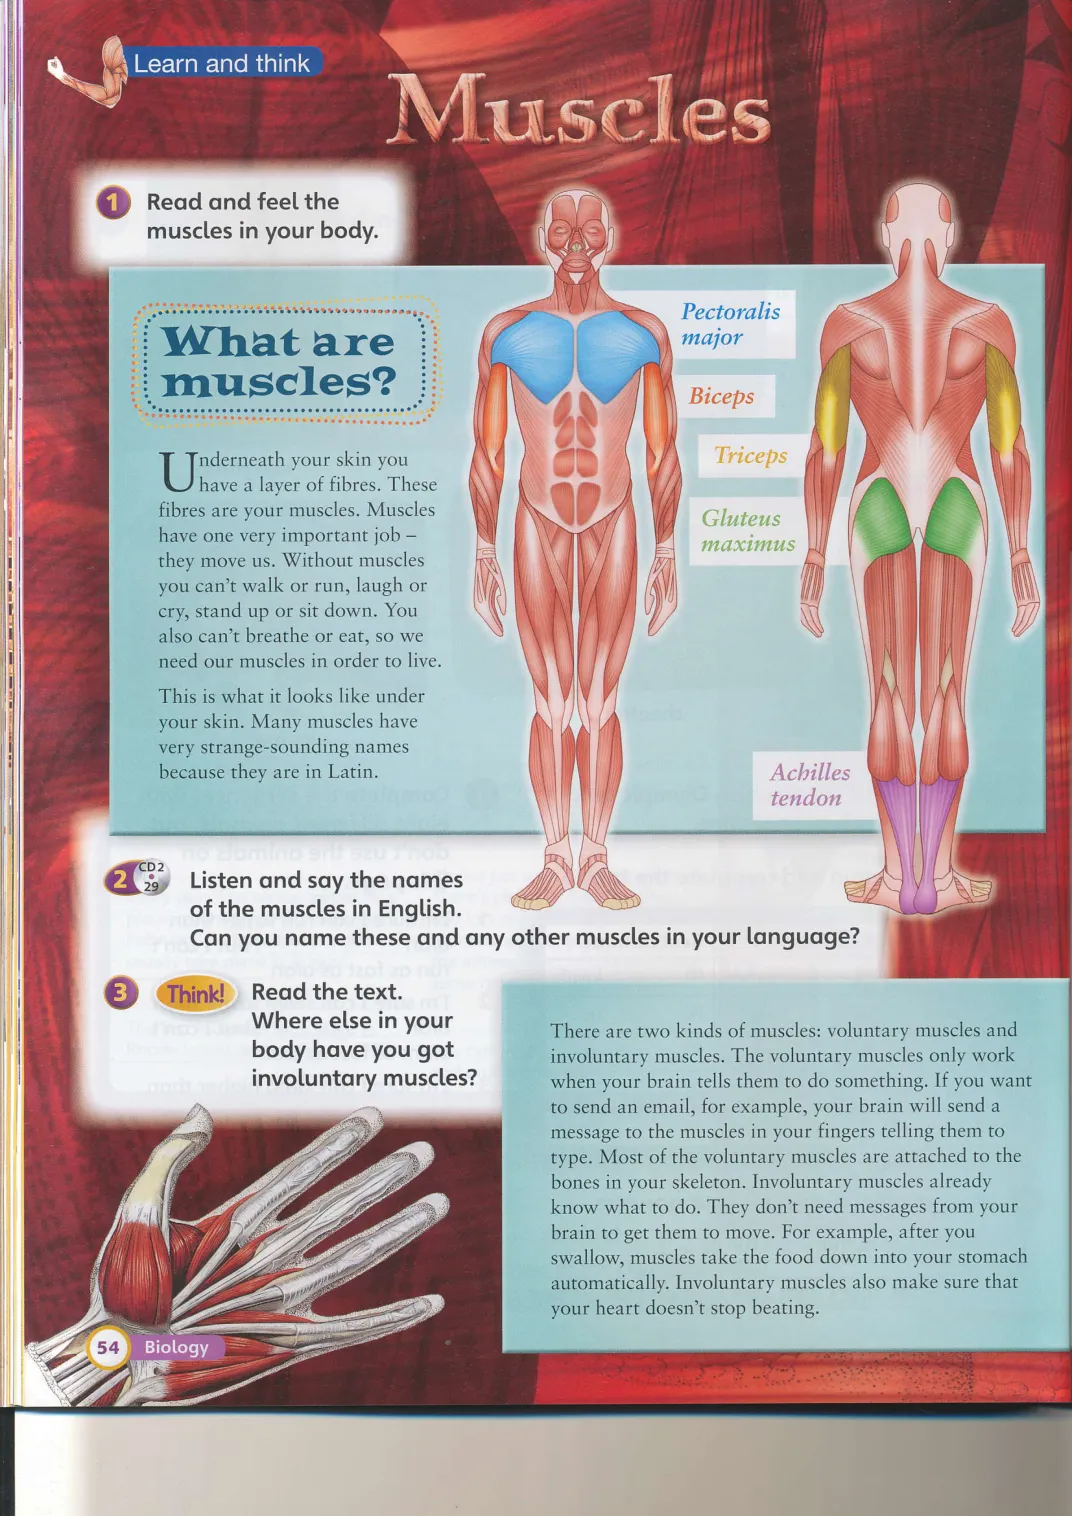 Learn and think
Muscles
1 Read and feel the
muscles in your body.
What are
muscles?
Underneath your skin you
have a layer of fibres. These
fibres are your muscles. Muscles
have one very important job –
they move us. Without muscles
you can't walk or run, laugh or
cry, stand up or sit down. You
also can't breathe or eat, so we
need our muscles in order to live.
This is what it looks like under
your skin. Many muscles have
very strange-sounding names
because they are in Latin.
Pectoralis
major
Biceps
Triceps
Gluteus
maximus
Achilles
tendon
2 CD2
29
Listen and say the names
of the muscles in English.
Can you name these and any other muscles in your language?
3 Think! Read the text.
Where else in your
body have you got
involuntary muscles?
There are two kinds of muscles: voluntary muscles and
involuntary muscles. The voluntary muscles only work
when your brain tells them to do something. If you want
to send an email, for example, your brain will send a
message to the muscles in your fingers telling them to
type. Most of the voluntary muscles are attached to the
bones in your skeleton. Involuntary muscles already
know what to do. They don't need messages from your
brain to get them to move. For example, after you
swallow, muscles take the food down into your stomach
automatically. Involuntary muscles also make sure that
your heart doesn't stop beating.
54 Biology